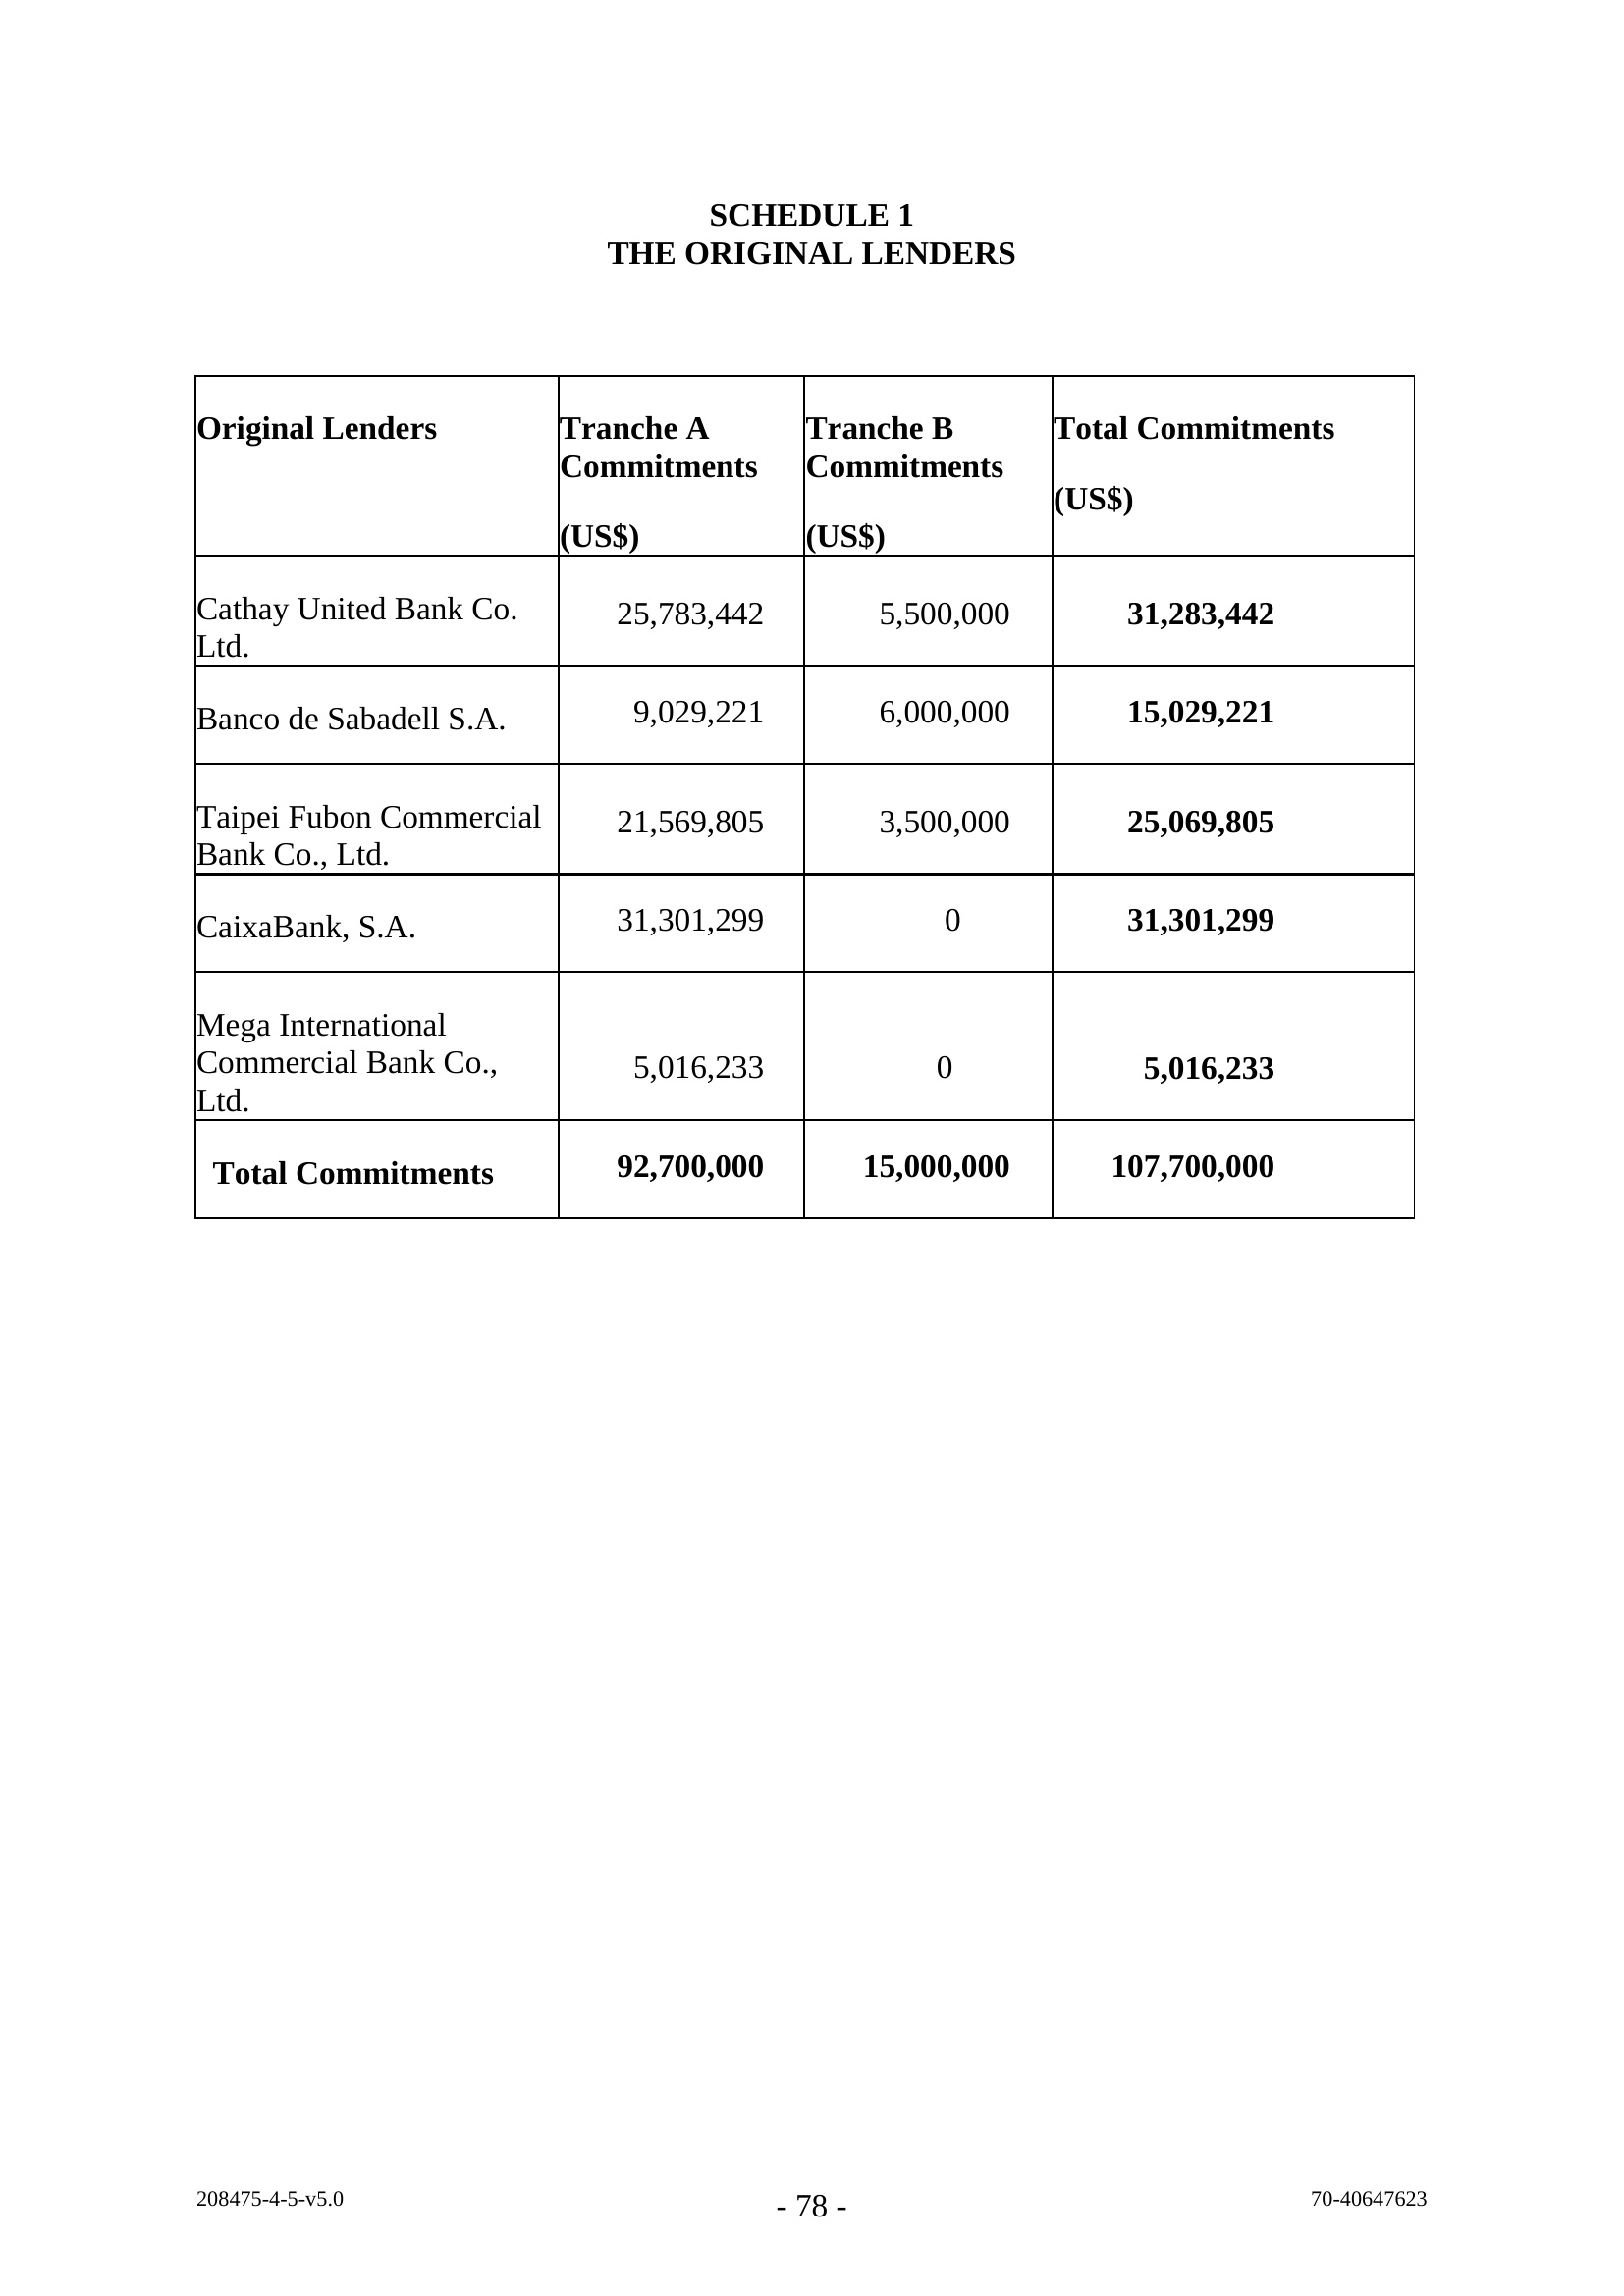 SCHEDULE 1
THE ORIGINAL LENDERS
Original Lenders
Tranche A
Commitments
(US$)
Tranche B
Commitments
(US$)
Total Commitments
(US$)
Cathay United Bank Co.
Ltd.
25,783,442
5,500,000
31,283,442
Banco de Sabadell S.A.
9,029,221
6,000,000
15,029,221
Taipei Fubon Commercial
Bank Co., Ltd.
21,569,805
3,500,000
25,069,805
CaixaBank, S.A.
31,301,299
0
31,301,299
Mega International
Commercial Bank Co.,
Ltd.
5,016,233
0
5,016,233
Total Commitments
92,700,000
15,000,000
107,700,000
208475-4-5-v5.0
- 78 -
70-40647623